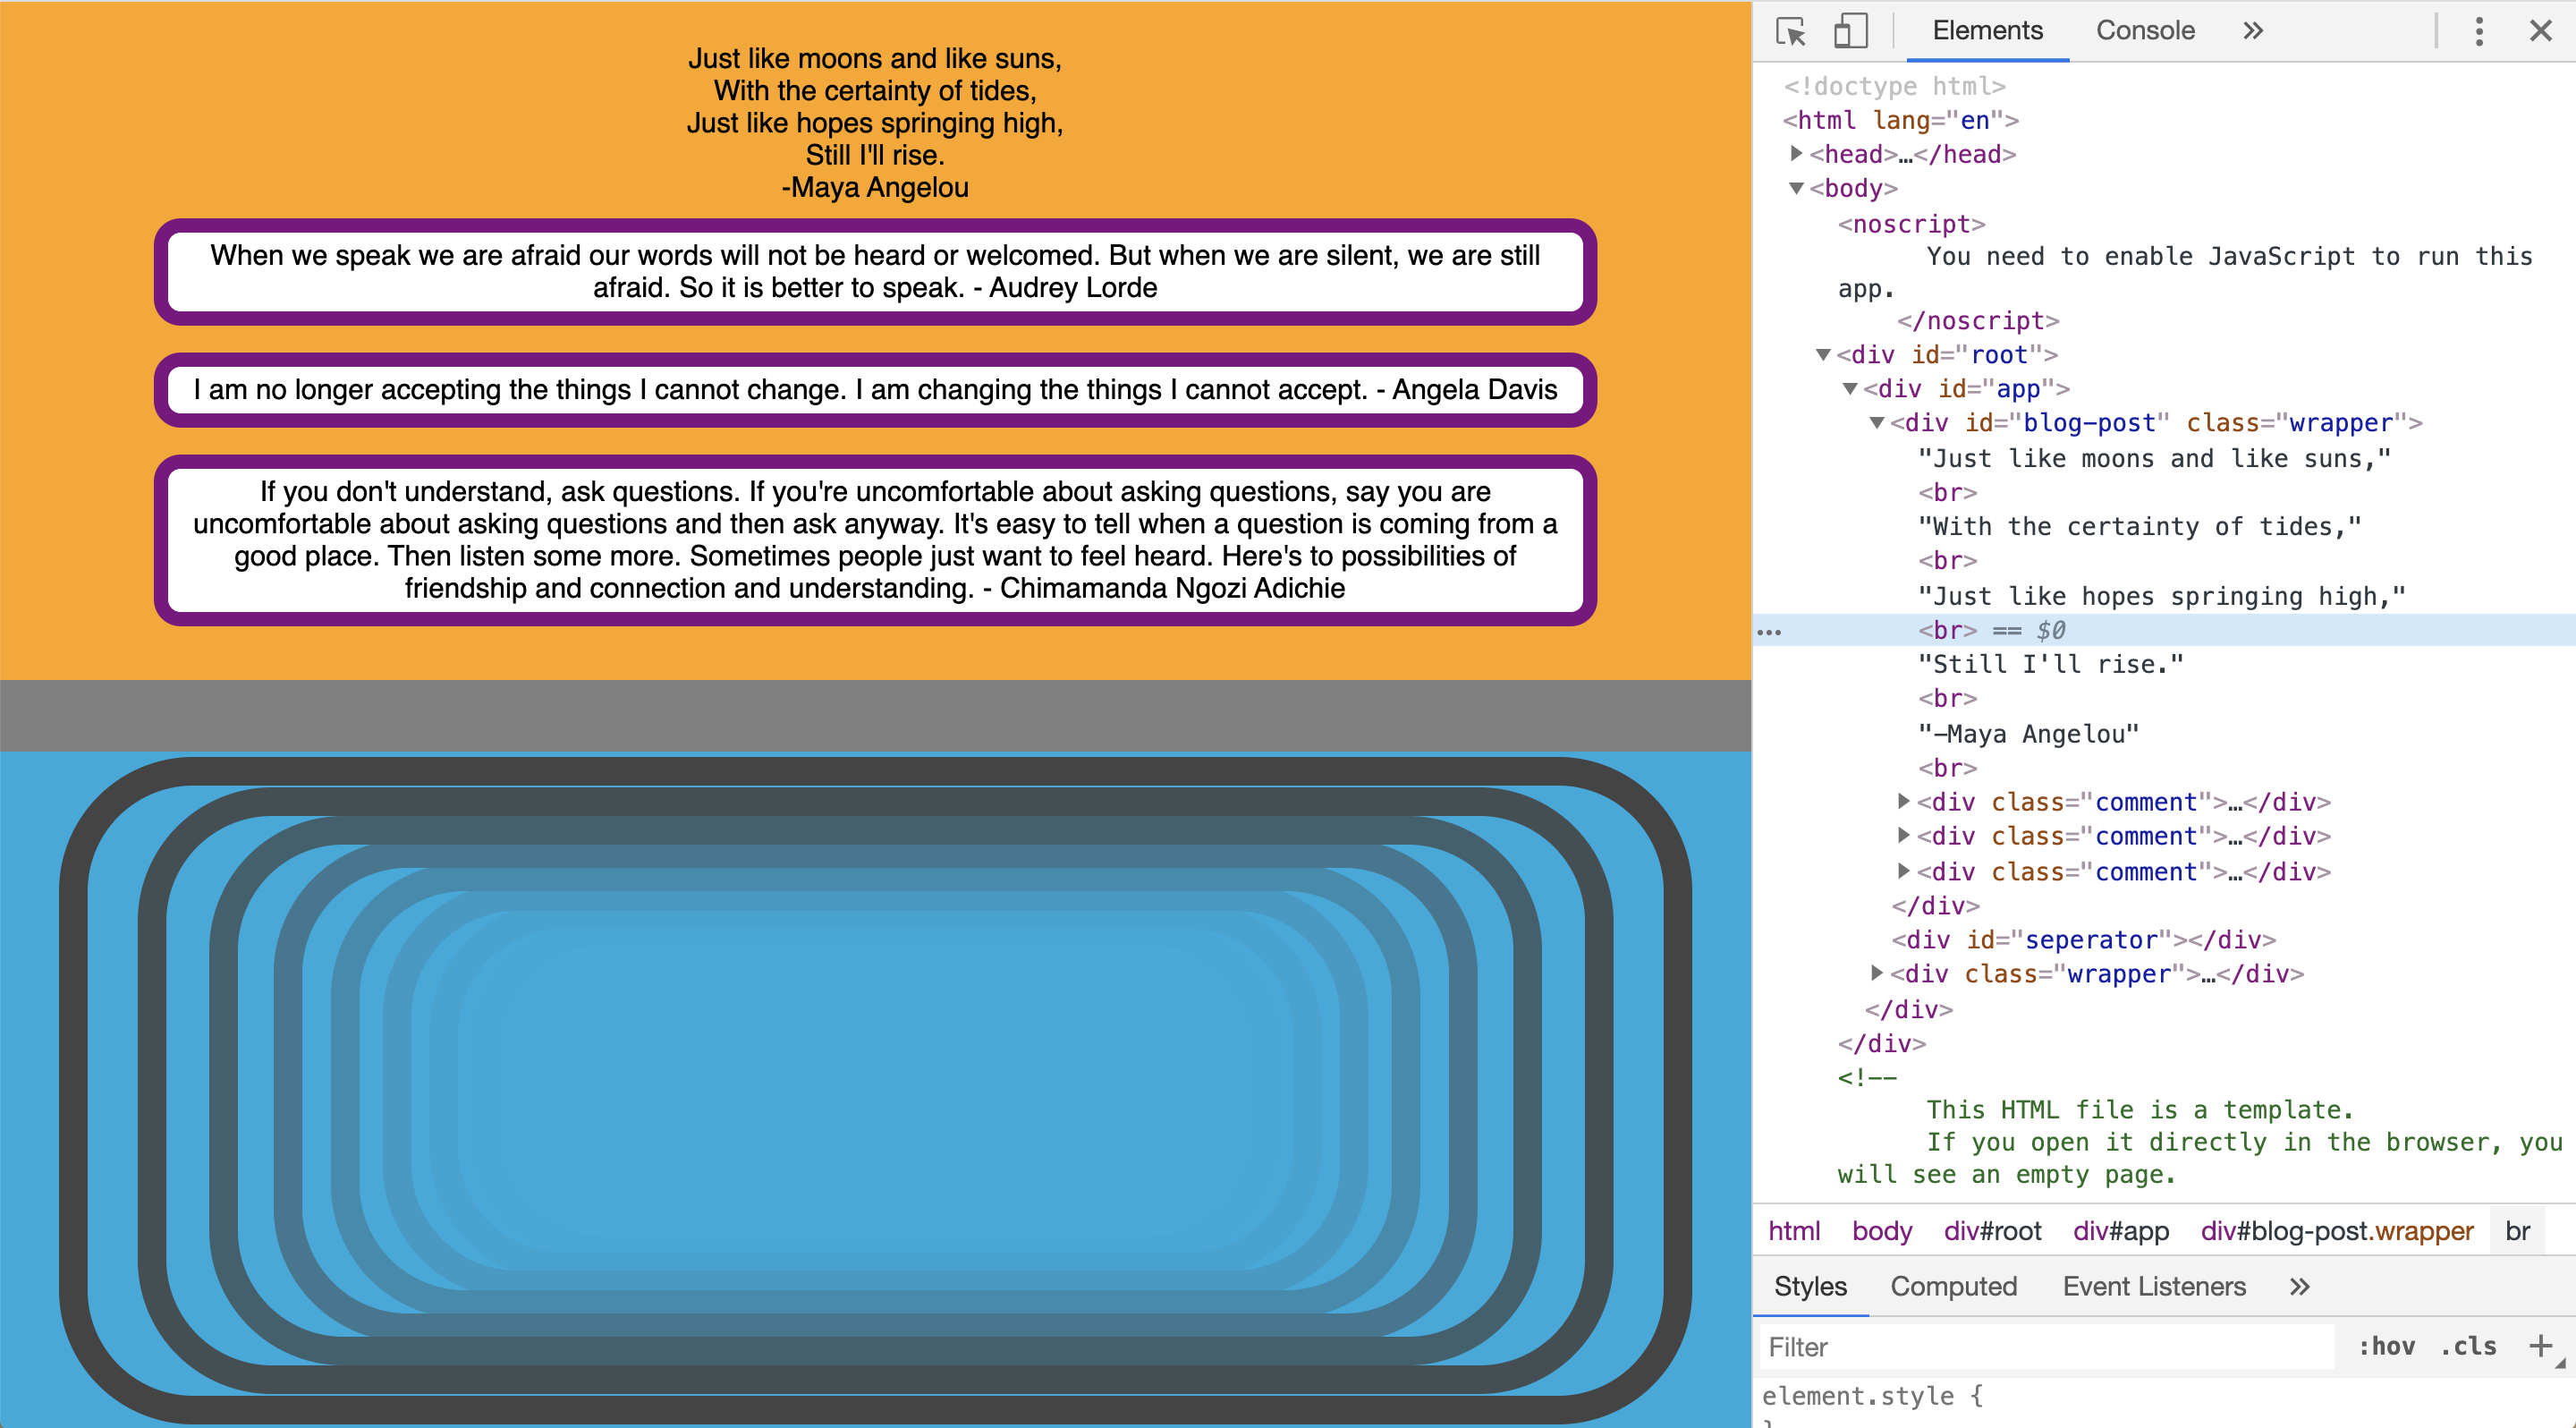 Just like moons and like suns,
With the certainty of tides,
Just like hopes springing high,
Still I'll rise.
-Maya Angelou
When we speak we are afraid our words will not be heard or welcomed. But when we are silent, we are still
afraid. So it is better to speak. - Audrey Lorde
I am no longer accepting the things I cannot change. I am changing the things I cannot accept. - Angela Davis
If you don't understand, ask questions. If you're uncomfortable about asking questions, say you are
uncomfortable about asking questions and then ask anyway. It's easy to tell when a question is coming from a
good place. Then listen some more. Sometimes people just want to feel heard. Here's to possibilities of
friendship and connection and understanding. - Chimamanda Ngozi Adichie
Elements Console »
<!doctype html>
<html lang="en">
<head>…</head>
<body>
<noscript>
You need to enable JavaScript to run this
app.
</noscript>
<div id="root">
<div id="app">
<div id="blog-post" class="wrapper">
"Just like moons and like suns,"
<br>
"With the certainty of tides,"
<br>
"Just like hopes springing high,"
… <br> == $0
"Still I'll rise."
<br>
"-Maya Angelou"
<br>
<div class="comment">…</div>
<div class="comment">…</div>
<div class="comment">…</div>
</div>
<div id="seperator"></div>
<div class="wrapper">…</div>
</div>
</div>
<!--
This HTML file is a template.
If you open it directly in the browser, you
will see an empty page.
html body div#root div#app div#blog-post.wrapper br
Styles Computed Event Listeners »
Filter :hov .cls +
element.style {